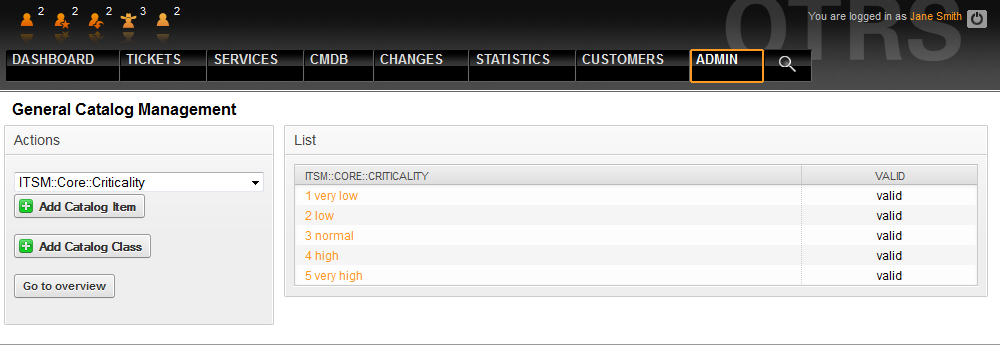 2 2 2 3 2
You are logged in as Jane Smith
OTRS
DASHBOARD TICKETS SERVICES CMDB CHANGES STATISTICS CUSTOMERS ADMIN
General Catalog Management
Actions
ITSM::Core::Criticality
Add Catalog Item
Add Catalog Class
Go to overview
List
ITSM::CORE::CRITICALITY VALID
1 very low valid
2 low valid
3 normal valid
4 high valid
5 very high valid